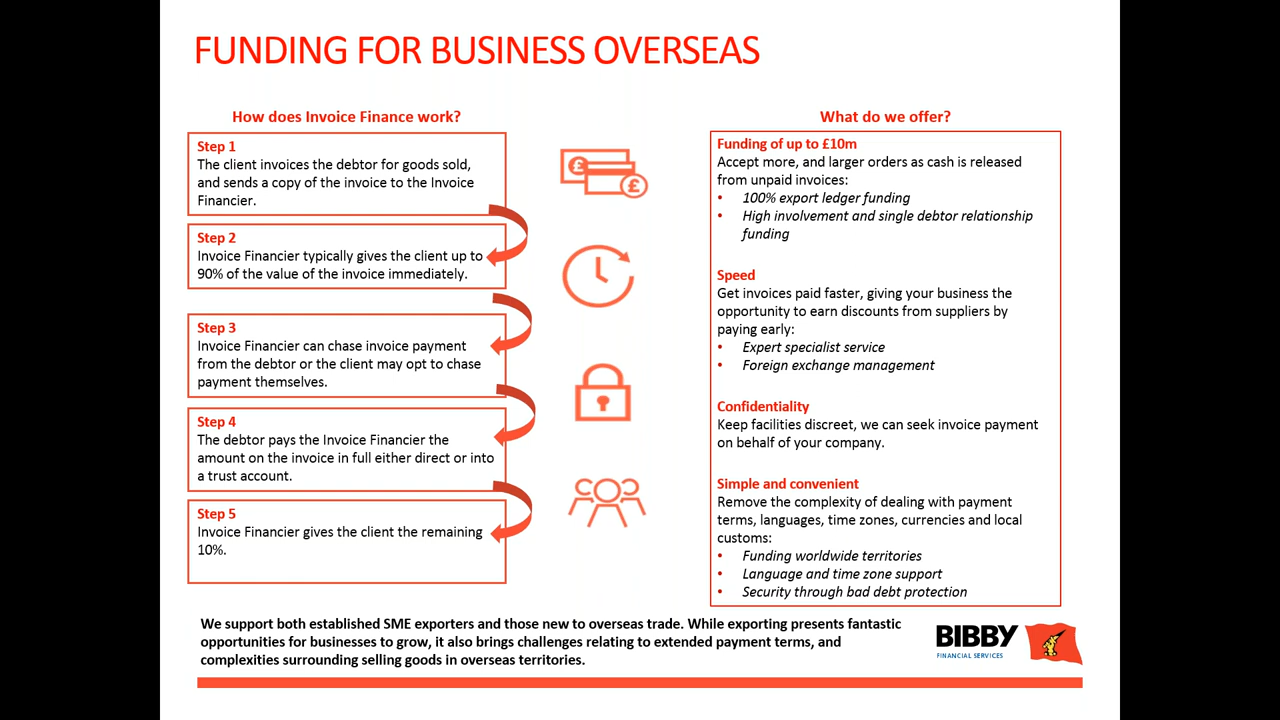 FUNDING FOR BUSINESS OVERSEAS
How does Invoice Finance work?
Step 1
The client invoices the debtor for goods sold,
and sends a copy of the invoice to the Invoice
Financier.
Step 2
Invoice Financier typically gives the client up to
90% of the value of the invoice immediately.
Step 3
Invoice Financier can chase invoice payment
from the debtor or the client may opt to chase
payment themselves.
Step 4
The debtor pays the Invoice Financier the
amount on the invoice in full either direct or into
a trust account.
Step 5
Invoice Financier gives the client the remaining
10%.
£
£
What do we offer?
Funding of up to £10m
Accept more, and larger orders as cash is released
from unpaid invoices:
• 100% export ledger funding
• High involvement and single debtor relationship
funding
Speed
Get invoices paid faster, giving your business the
opportunity to earn discounts from suppliers by
paying early:
• Expert specialist service
• Foreign exchange management
Confidentiality
Keep facilities discreet, we can seek invoice payment
on behalf of your company.
Simple and convenient
Remove the complexity of dealing with payment
terms, languages, time zones, currencies and local
customs:
• Funding worldwide territories
• Language and time zone support
• Security through bad debt protection
We support both established SME exporters and those new to overseas trade. While exporting presents fantastic
opportunities for businesses to grow, it also brings challenges relating to extended payment terms, and
complexities surrounding selling goods in overseas territories.
BIBBY
FINANCIAL SERVICES